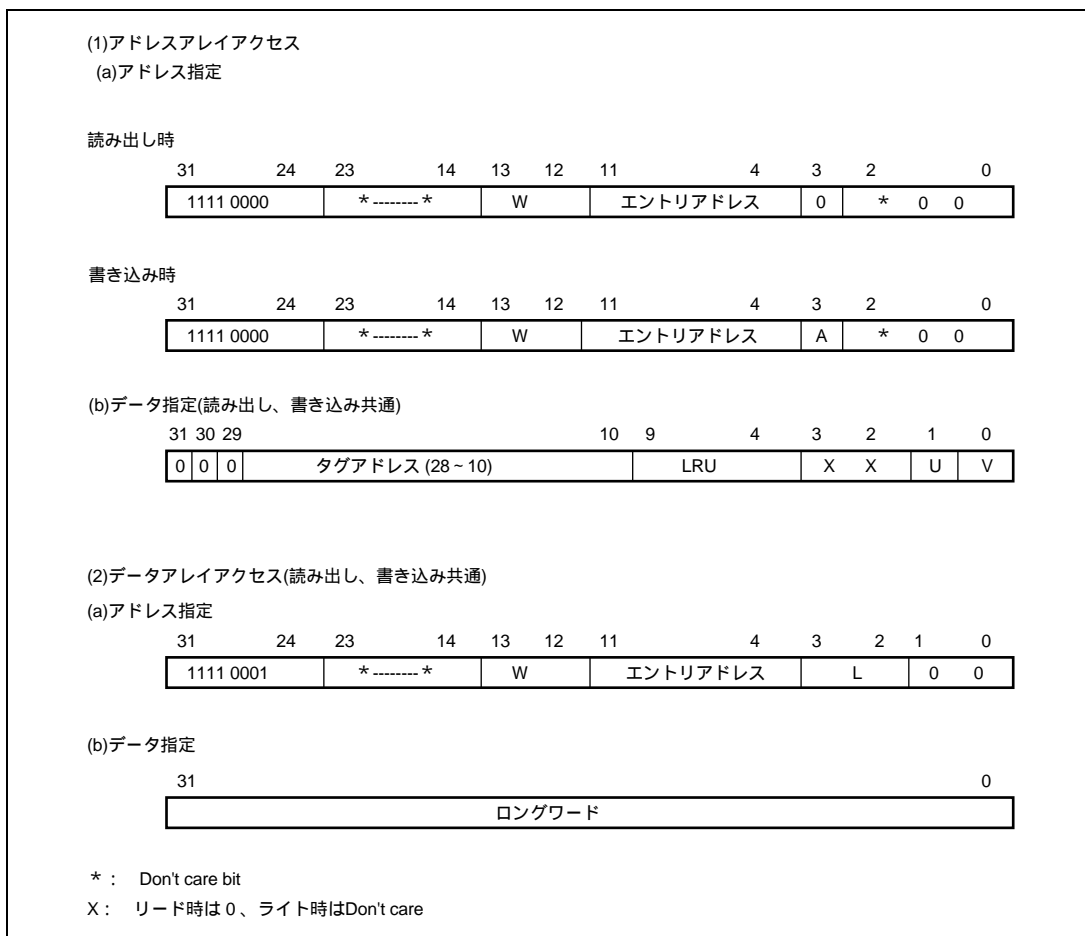 (1)アドレスアレイアクセス
(a)アドレス指定
読み出し時
31 24 23 14 13 12 11 4 3 2 0
1111 0000 *--------* W エントリアドレス 0 * 0 0
書き込み時
31 24 23 14 13 12 11 4 3 2 0
1111 0000 *--------* W エントリアドレス A * 0 0
(b)データ指定(読み出し、書き込み共通)
31 30 29 10 9 4 3 2 1 0
0 0 0 タグアドレス (28~10) LRU X X U V
(2)データアレイアクセス(読み出し、書き込み共通)
(a)アドレス指定
31 24 23 14 13 12 11 4 3 2 1 0
1111 0001 *--------* W エントリアドレス L 0 0
(b)データ指定
31 0
ロングワード
* : Don't care bit
X : リード時は 0 、ライト時はDon't care